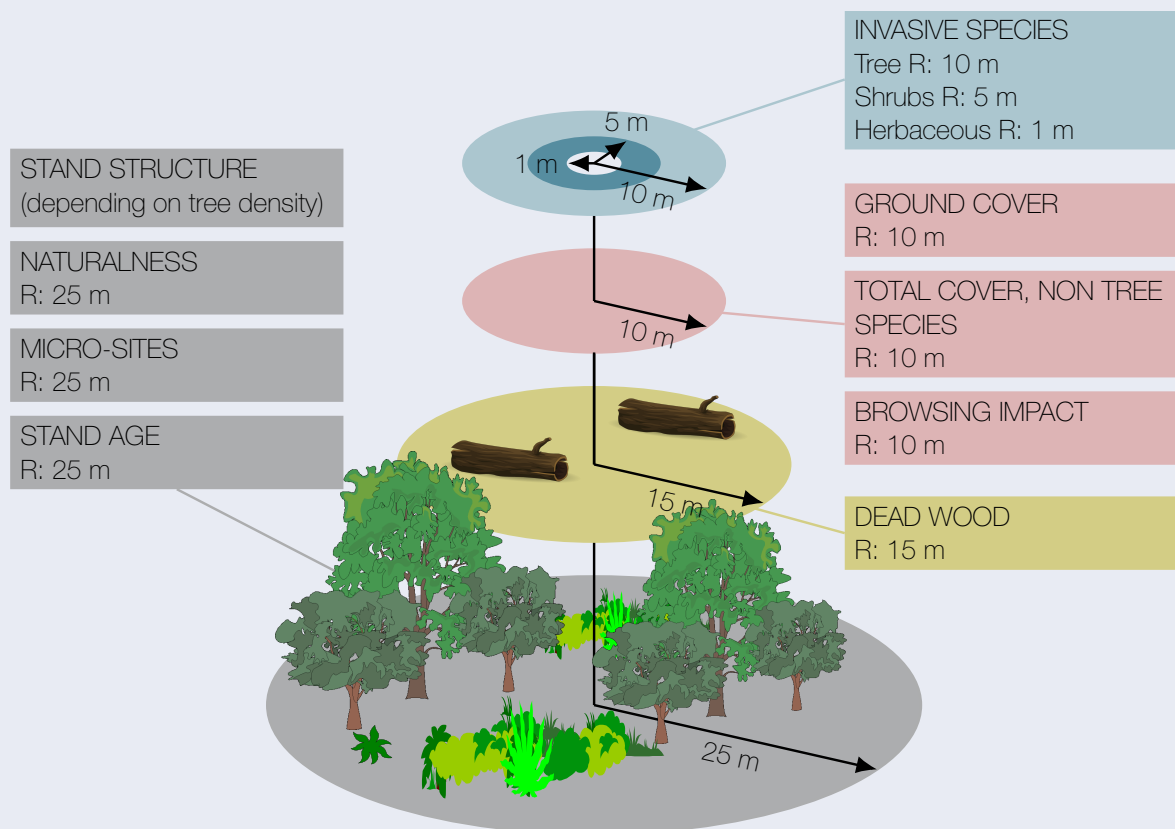 INVASIVE SPECIES
Tree R: 10 m
Shrubs R: 5 m
Herbaceous R: 1 m
5 m
1 m
10 m
STAND STRUCTURE
(depending on tree density)
NATURALNESS
R: 25 m
MICRO-SITES
R: 25 m
STAND AGE
R: 25 m
GROUND COVER
R: 10 m
TOTAL COVER, NON TREE
SPECIES
R: 10 m
BROWSING IMPACT
R: 10 m
10 m
DEAD WOOD
R: 15 m
15 m
25 m